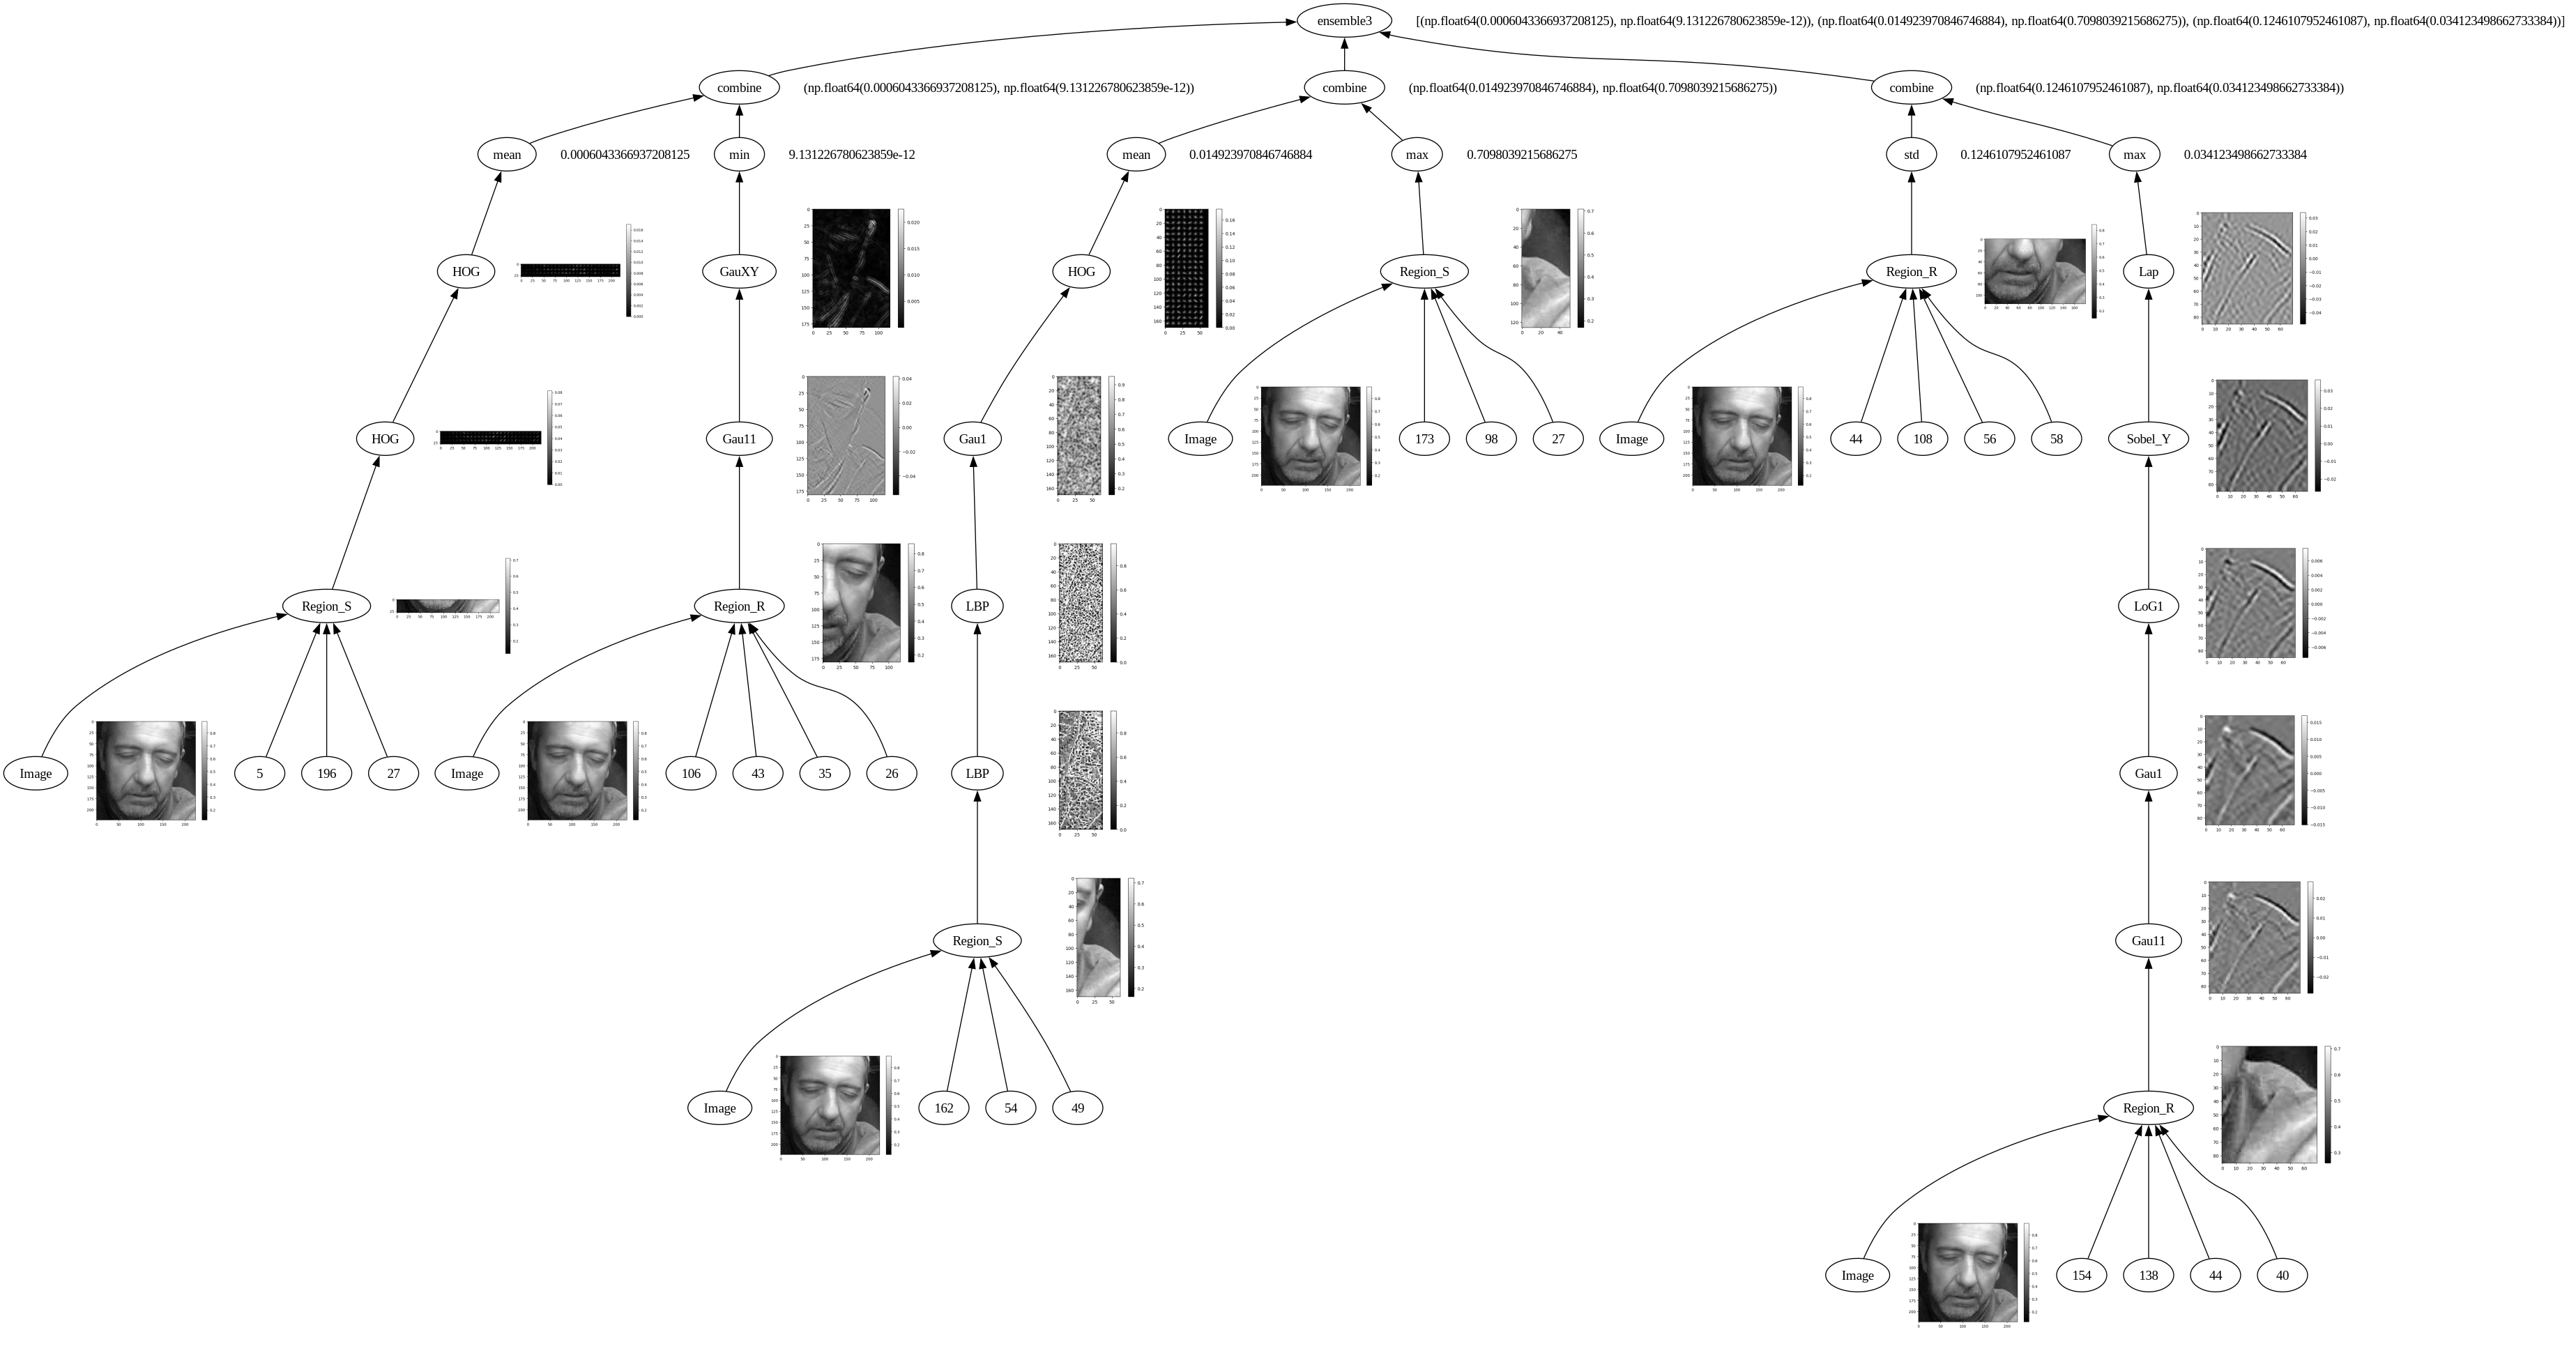 ensemble3 [(np.float64(0.0006043366937208125), np.float64(9.131226780623859e-12)), (np.float64(0.014923970846746884), np.float64(0.7098039215686275)), (np.float64(0.1246107952461087), np.float64(0.034123498662733384))]
combine (np.float64(0.0006043366937208125), np.float64(9.131226780623859e-12)) combine (np.float64(0.014923970846746884), np.float64(0.7098039215686275)) combine (np.float64(0.1246107952461087), np.float64(0.034123498662733384))
mean 0.0006043366937208125 min 9.131226780623859e-12 mean 0.014923970846746884 max 0.7098039215686275 std 0.1246107952461087 max 0.034123498662733384
HOG GauXY HOG Region_S Region_R Lap
HOG Gau11 Gau1 Image 173 98 27 Image 44 108 56 58 Sobel_Y
Region_S Region_R LBP LoG1
Image 5 196 27 Image 106 43 35 26 LBP Gau1
Region_S Gau11
Image 162 54 49 Region_R
Image 154 138 44 40